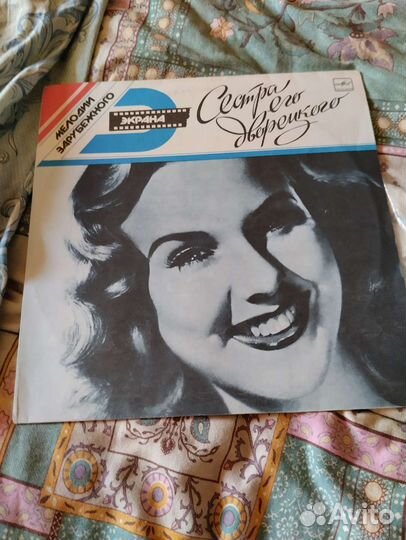 МЕЛОДИИ
ЗАРУБЕЖНОГО
ЭКРАНА
Сестра
его
дворецкого
Avito